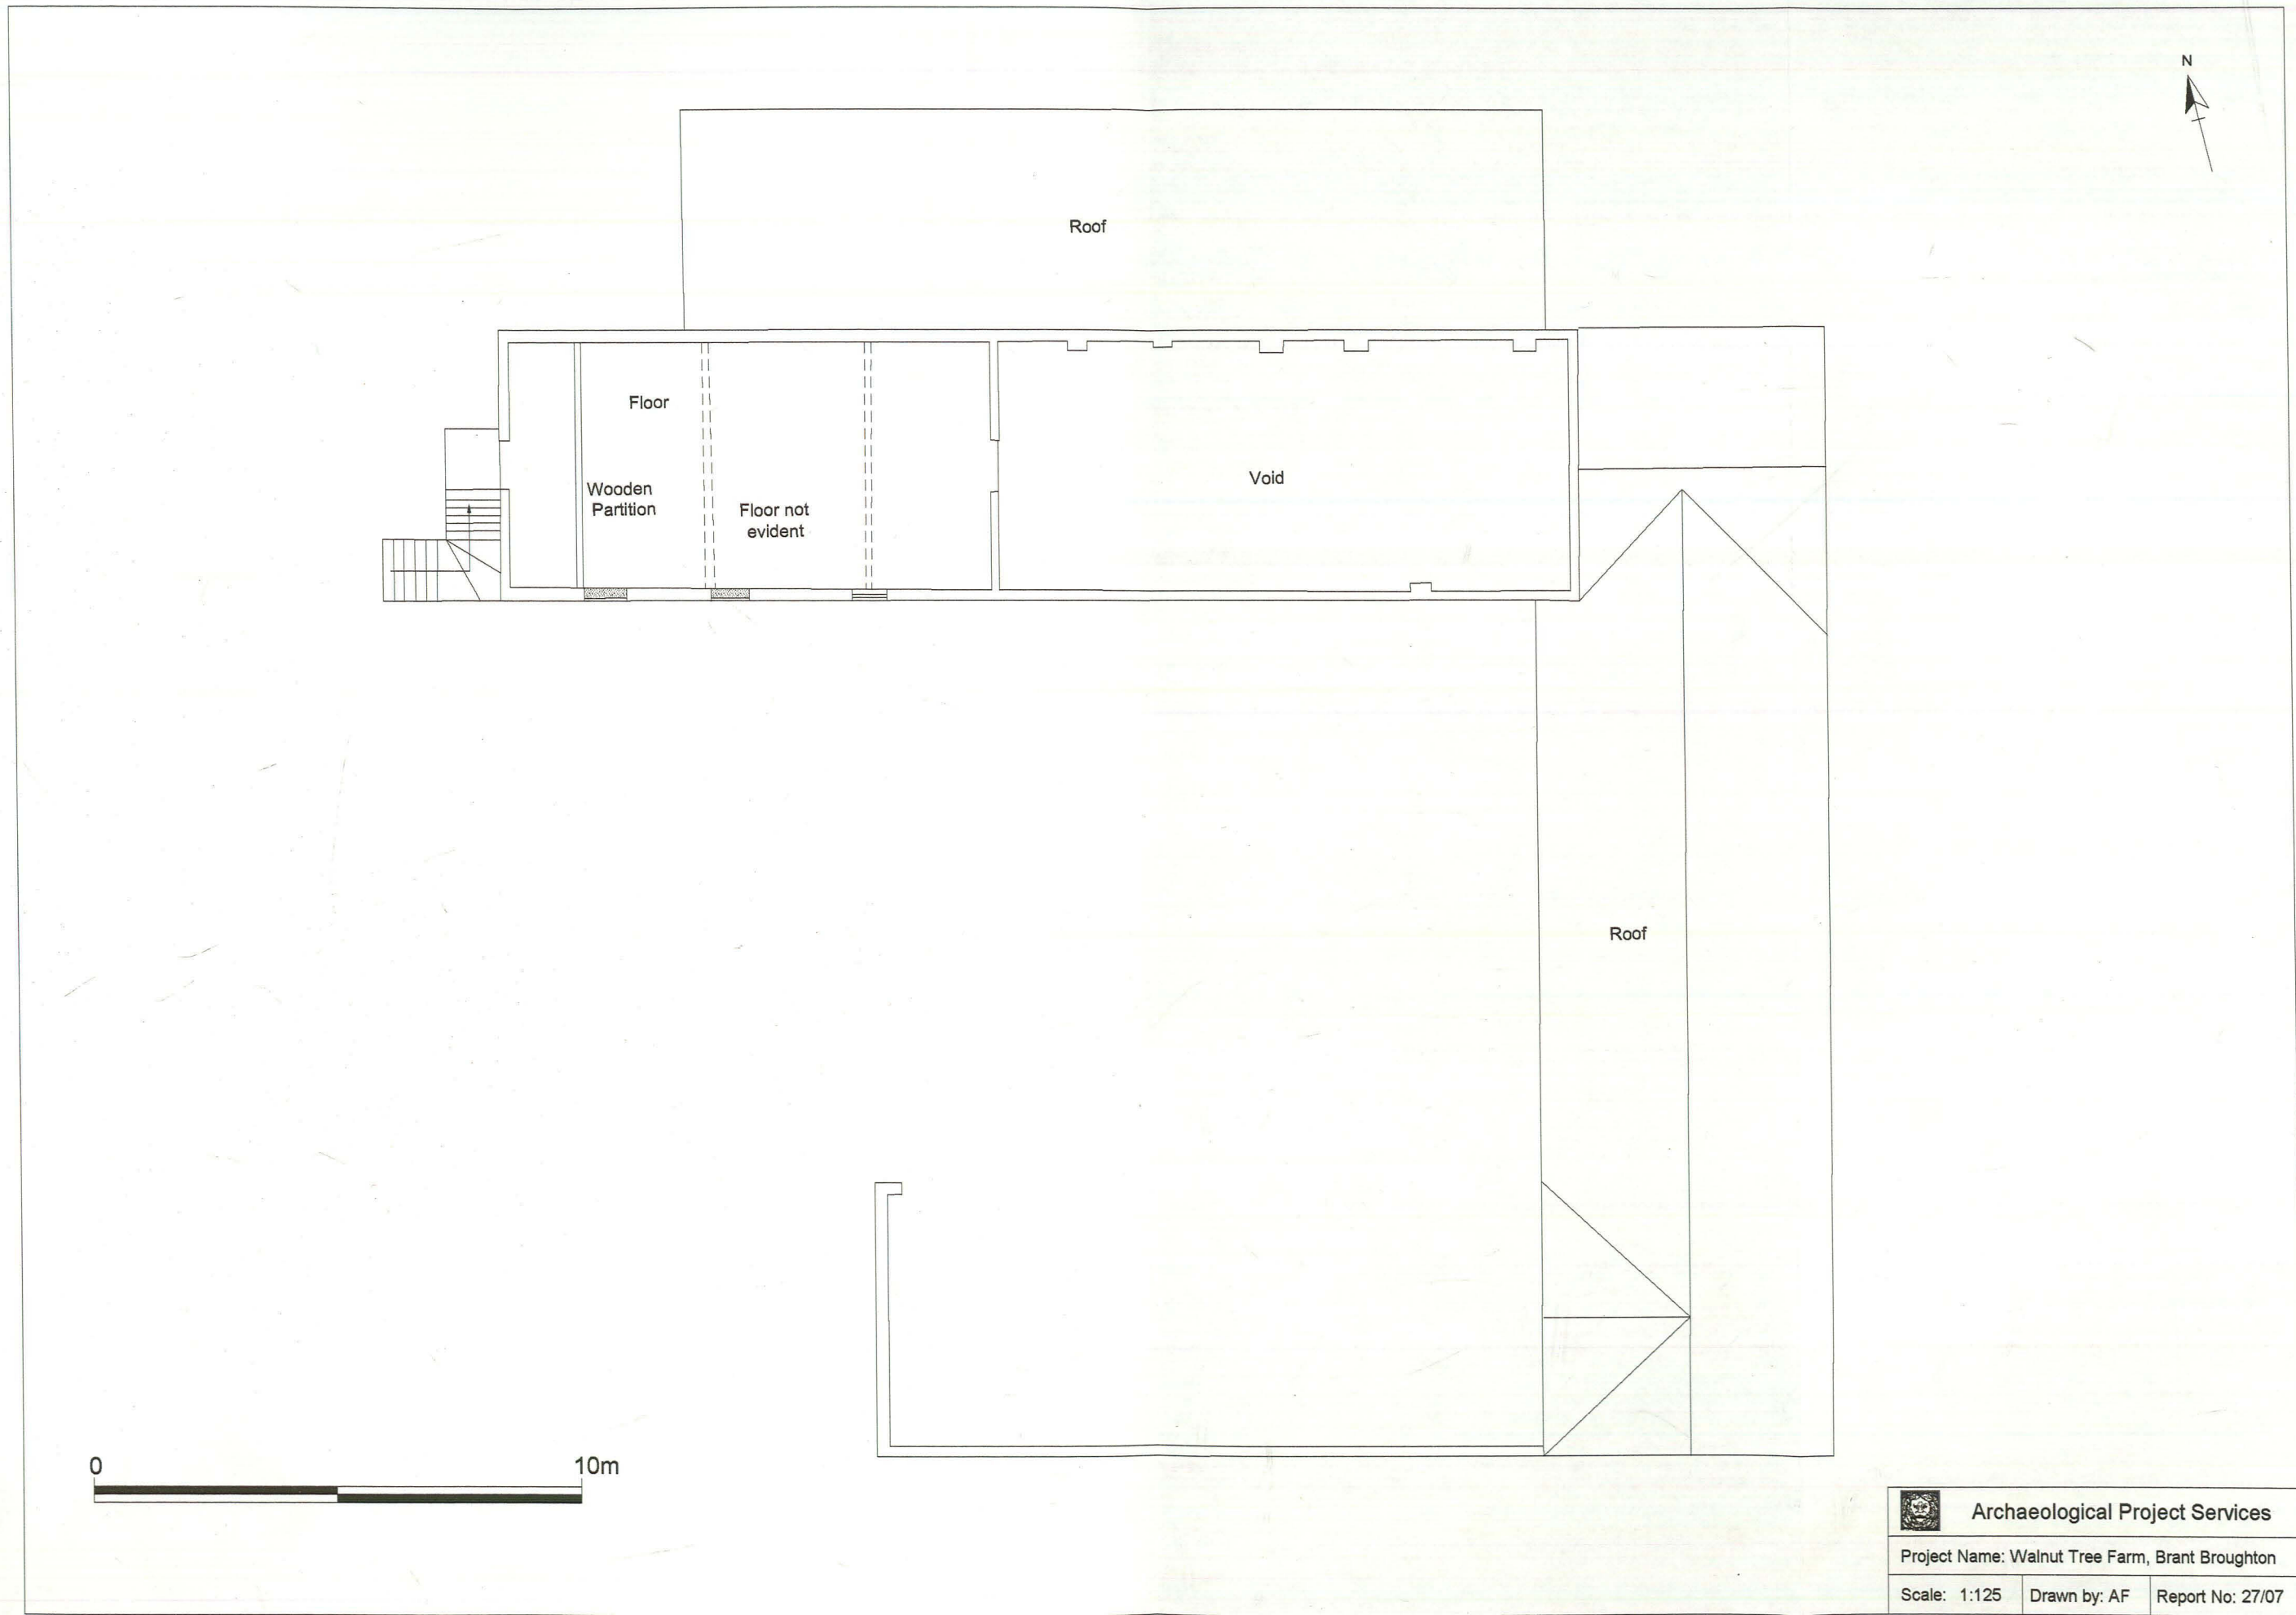 N
Roof
Floor
Wooden
Partition
Floor not
evident
Void
Roof
0 10m
Archaeological Project Services
Project Name: Walnut Tree Farm, Brant Broughton
Scale: 1:125 Drawn by: AF Report No: 27/07